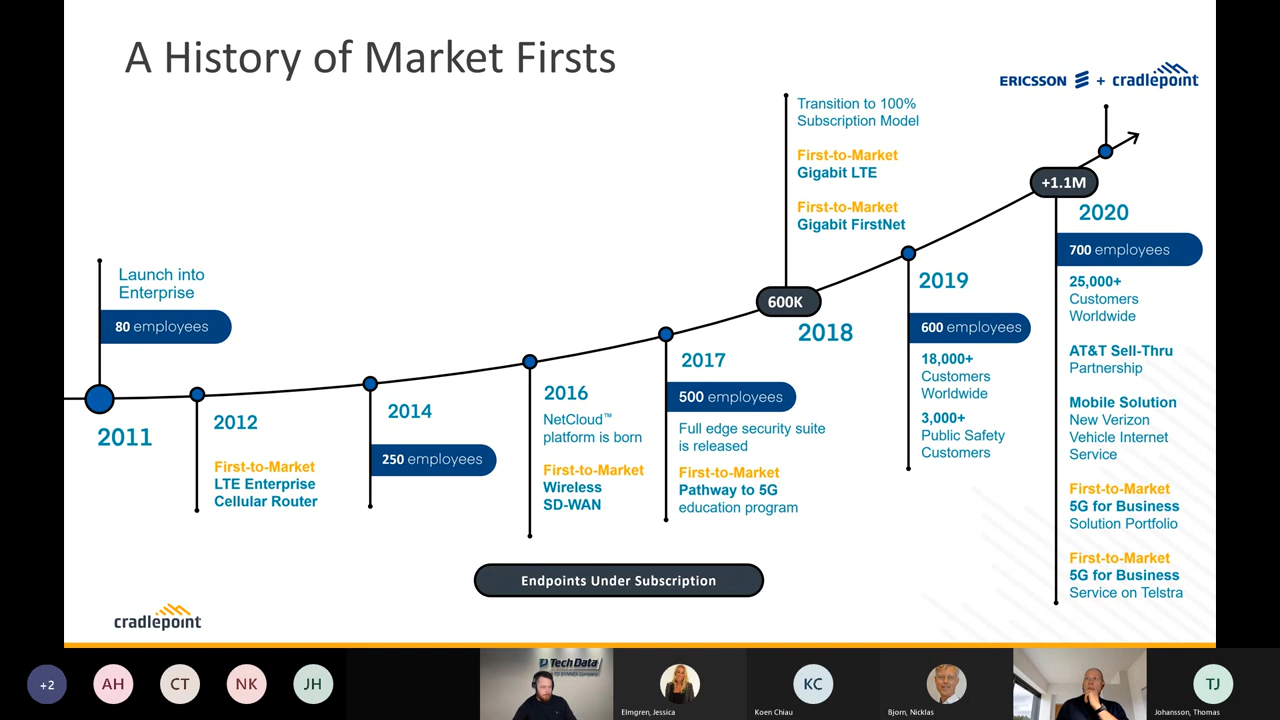 A History of Market Firsts
ERICSSON + cradlepoint
Launch into
Enterprise
80 employees
2011
2012
First-to-Market
LTE Enterprise
Cellular Router
2014
250 employees
2016
NetCloud™
platform is born
First-to-Market
Wireless
SD-WAN
2017
500 employees
Full edge security suite
is released
First-to-Market
Pathway to 5G
education program
Transition to 100%
Subscription Model
First-to-Market
Gigabit LTE
First-to-Market
Gigabit FirstNet
600K
2018
2019
600 employees
18,000+
Customers
Worldwide
3,000+
Public Safety
Customers
+1.1M
2020
700 employees
25,000+
Customers
Worldwide
AT&T Sell-Thru
Partnership
Mobile Solution
New Verizon
Vehicle Internet
Service
First-to-Market
5G for Business
Solution Portfolio
First-to-Market
5G for Business
Service on Telstra
Endpoints Under Subscription
cradlepoint
+2
AH
CT
NK
JH
Tech Data
Elmgren, Jessica
KC
Koen Chiau
Bjorn, Nicklas
TJ
Johansson, Thomas